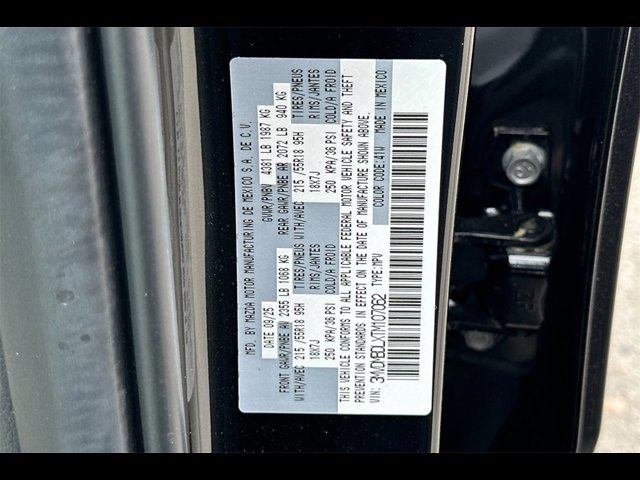 MFD. BY MAZDA MOTOR MANUFACTURING DE MEXICO S.A. DE C.V.
DATE 09/25 GVWR/PNBV 4381 LB 1987 KG
FRONT GAWR/PNBE AV 2355 LB 1068 KG REAR GAWR/PNBE AR 2072 LB 940 KG
WITH/AVEC TIRES/PNEUS WITH/AVEC TIRES/PNEUS
215 /55R18 95H RIMS/JANTES 215 /55R18 95H RIMS/JANTES
18X7J COLD/A FROID 18X7J COLD/A FROID
250 KPA/36 PSI 250 KPA/36 PSI
THIS VEHICLE CONFORMS TO ALL APPLICABLE FEDERAL MOTOR VEHICLE SAFETY AND THEFT
PREVENTION STANDARDS IN EFFECT ON THE DATE OF MANUFACTURE SHOWN ABOVE.
VIN: TYPE:MPV COLOR CODE:41W MADE IN MEXICO